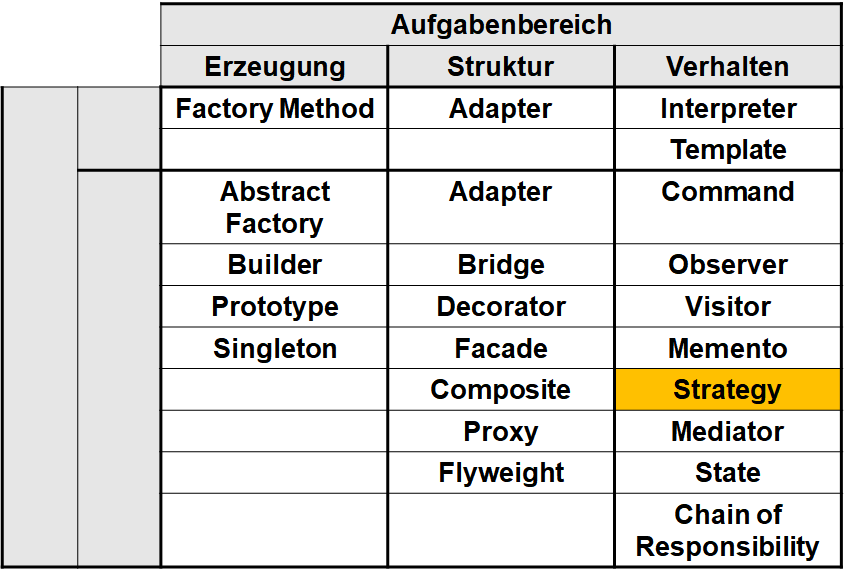 Aufgabenbereich
Erzeugung Struktur Verhalten
Factory Method Adapter Interpreter
Template
Abstract Adapter Command
Factory
Builder Bridge Observer
Prototype Decorator Visitor
Singleton Facade Memento
Composite Strategy
Proxy Mediator
Flyweight State
Chain of
Responsibility